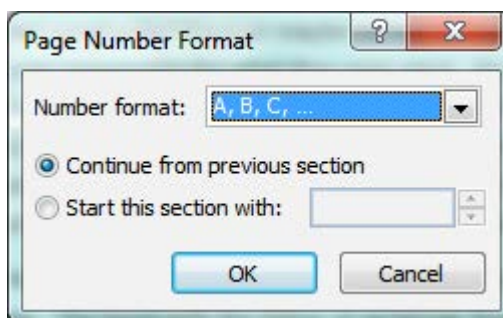 Page Number Format
Number format: A, B, C, ...
Continue from previous section
Start this section with:
OK Cancel